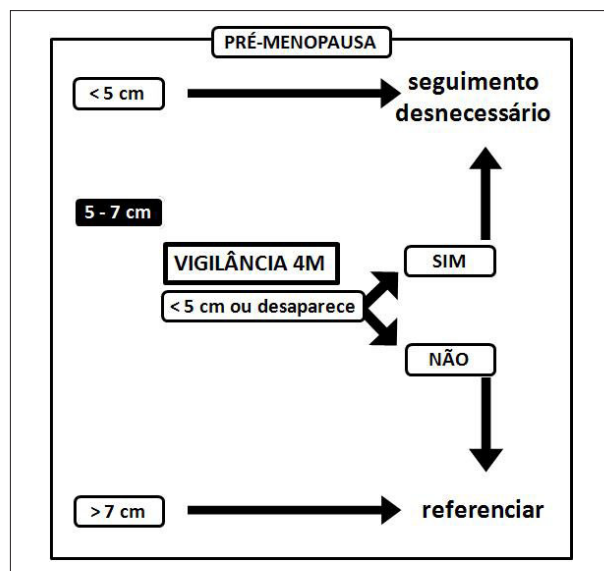 PRÉ-MENOPAUSA
< 5 cm
seguimento
desnecessário
5 - 7 cm
VIGILÂNCIA 4M
SIM
< 5 cm ou desaparece
NÃO
> 7 cm
referenciar